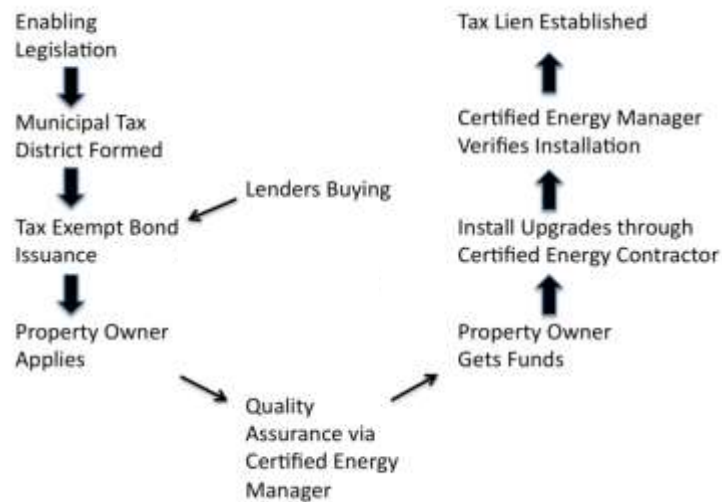 Enabling
Legislation
Municipal Tax
District Formed
Lenders Buying
Tax Exempt Bond
Issuance
Property Owner
Applies
Quality
Assurance via
Certified Energy
Manager
Property Owner
Gets Funds
Install Upgrades through
Certified Energy Contractor
Certified Energy Manager
Verifies Installation
Tax Lien Established